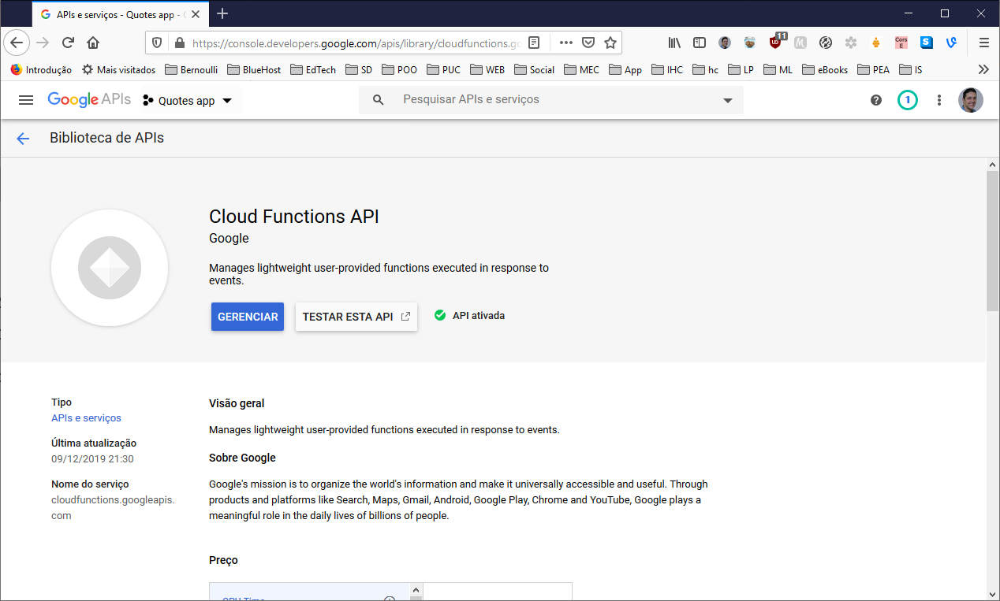 APIs e serviços - Quotes app -
https://console.developers.google.com/apis/library/cloudfunctions.g
11
Introdução Mais visitados Bernoulli BlueHost EdTech SD POO PUC WEB Social MEC App IHC hc LP ML eBooks PEA IS
Google APIs Quotes app Pesquisar APIs e serviços 1
Biblioteca de APIs
Cloud Functions API
Google
Manages lightweight user-provided functions executed in response to
events.
GERENCIAR TESTAR ESTA API API ativada
Tipo
APIs e serviços
Última atualização
09/12/2019 21:30
Nome do serviço
cloudfunctions.googleapis.
com
Visão geral
Manages lightweight user-provided functions executed in response to events.
Sobre Google
Google's mission is to organize the world's information and make it universally accessible and useful. Through
products and platforms like Search, Maps, Gmail, Android, Google Play, Chrome and YouTube, Google plays a
meaningful role in the daily lives of billions of people.
Preço
CPU Time